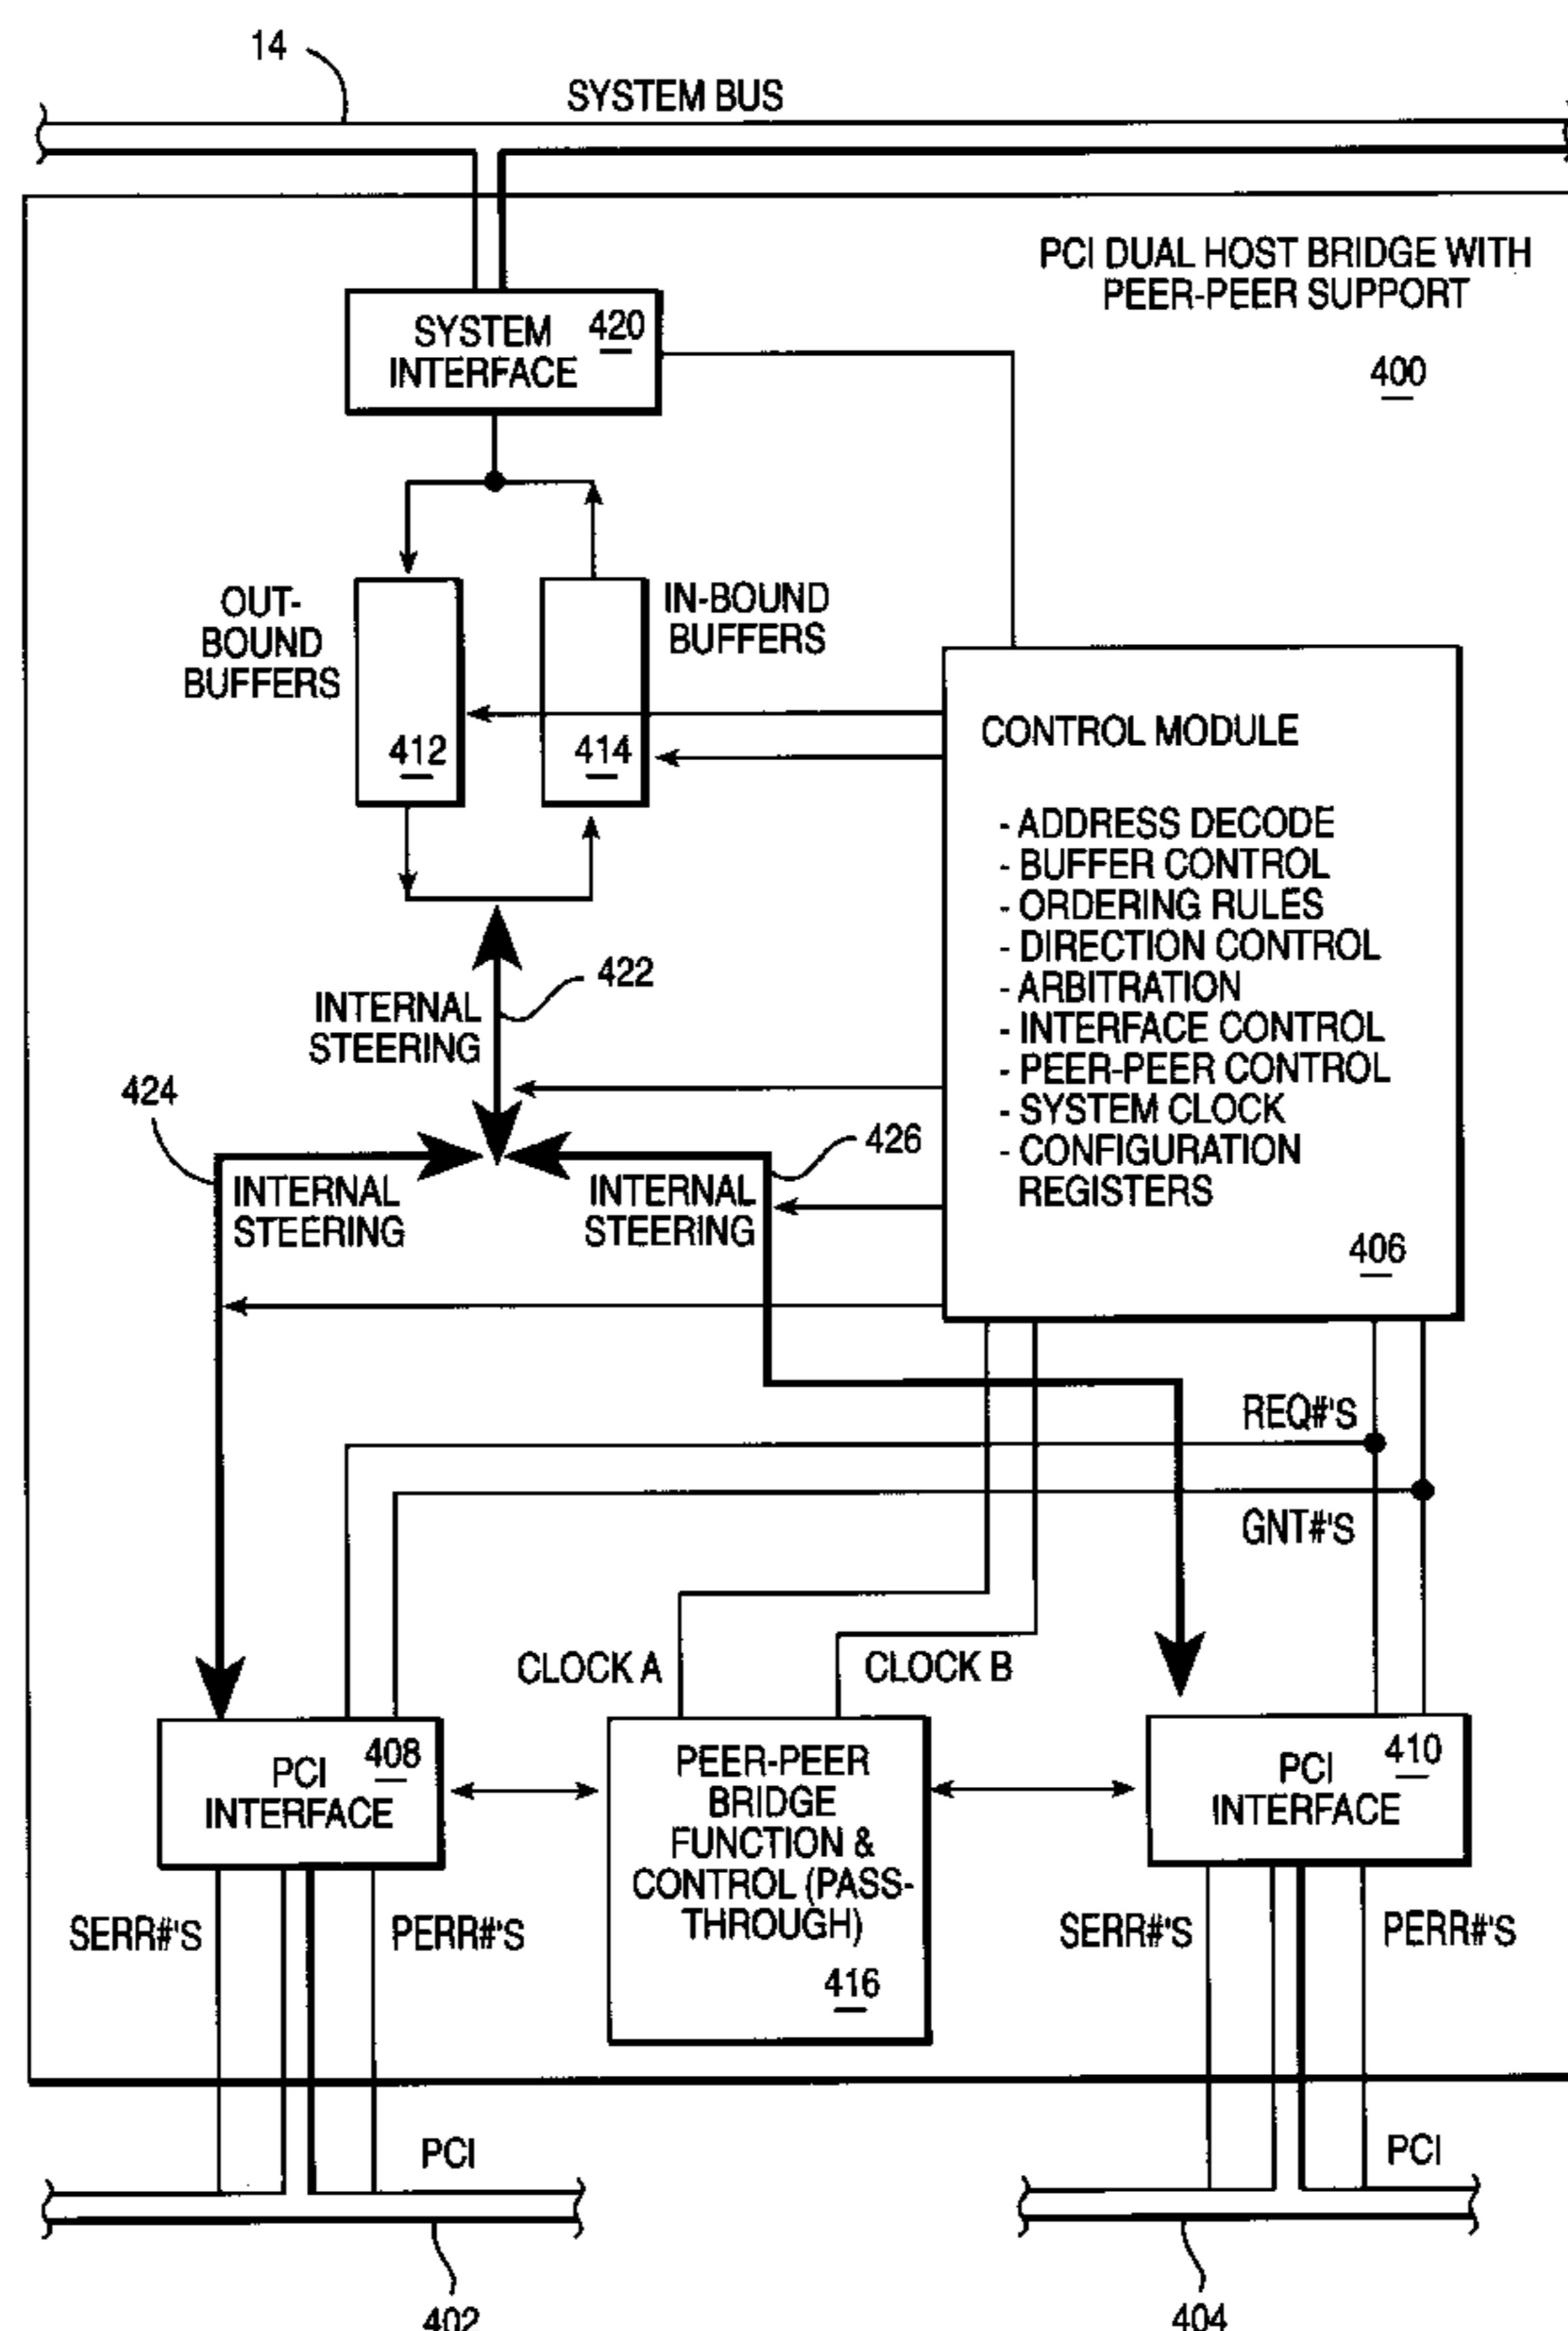 14
SYSTEM BUS
PCI DUAL HOST BRIDGE WITH
PEER-PEER SUPPORT
400
SYSTEM
INTERFACE
420
OUT-
BOUND
BUFFERS
412
414
IN-BOUND
BUFFERS
CONTROL MODULE
- ADDRESS DECODE
- BUFFER CONTROL
- ORDERING RULES
- DIRECTION CONTROL
- ARBITRATION
- INTERFACE CONTROL
- PEER-PEER CONTROL
- SYSTEM CLOCK
- CONFIGURATION
REGISTERS
406
INTERNAL
STEERING
422
424
INTERNAL
STEERING
INTERNAL
STEERING
426
REQ#'S
GNT#'S
CLOCK A
CLOCK B
PCI
INTERFACE
408
PEER-PEER
BRIDGE
FUNCTION &
CONTROL (PASS-
THROUGH)
416
PCI
INTERFACE
410
SERR#'S
PERR#'S
SERR#'S
PERR#'S
PCI
PCI
402
404